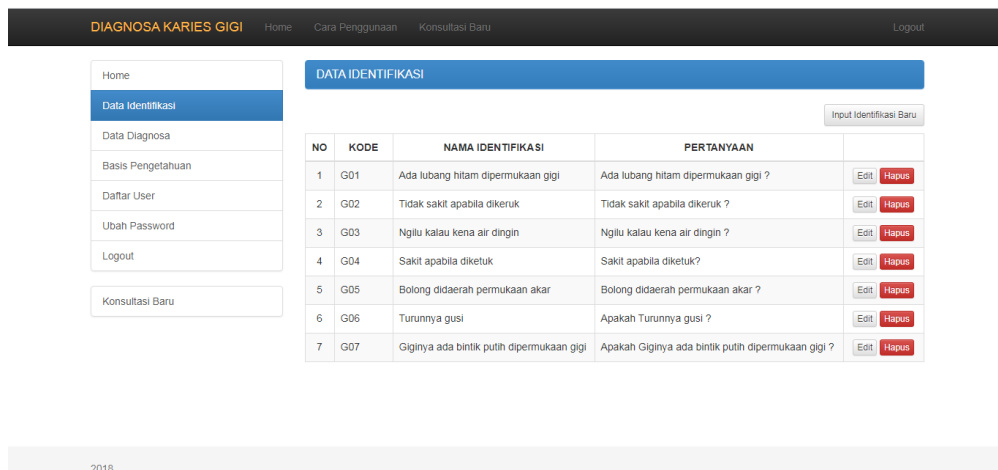 DIAGNOSA KARIES GIGI Home Cara Penggunaan Konsultasi Baru Logout
Home
Data Identifikasi
Data Diagnosa
Basis Pengetahuan
Daftar User
Ubah Password
Logout
Konsultasi Baru
DATA IDENTIFIKASI
Input Identifikasi Baru
NO KODE NAMA IDENTIFIKASI PERTANYAAN
1 G01 Ada lubang hitam dipermukaan gigi Ada lubang hitam dipermukaan gigi ? Edit Hapus
2 G02 Tidak sakit apabila dikeruk Tidak sakit apabila dikeruk ? Edit Hapus
3 G03 Ngilu kalau kena air dingin Ngilu kalau kena air dingin ? Edit Hapus
4 G04 Sakit apabila diketuk Sakit apabila diketuk? Edit Hapus
5 G05 Bolong didaerah permukaan akar Bolong didaerah permukaan akar ? Edit Hapus
6 G06 Turunnya gusi Apakah Turunnya gusi ? Edit Hapus
7 G07 Giginya ada bintik putih dipermukaan gigi Apakah Giginya ada bintik putih dipermukaan gigi ? Edit Hapus
2018